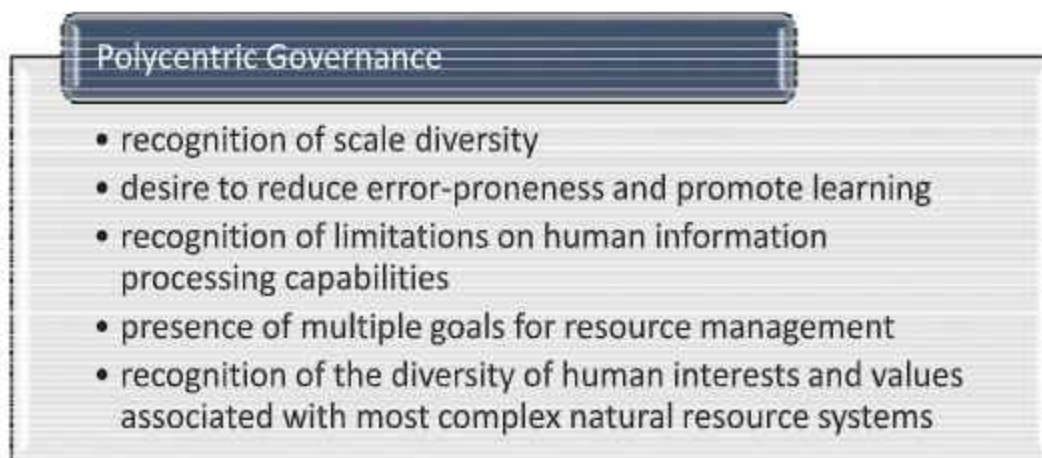 Polycentric Governance
• recognition of scale diversity
• desire to reduce error-proneness and promote learning
• recognition of limitations on human information
processing capabilities
• presence of multiple goals for resource management
• recognition of the diversity of human interests and values
associated with most complex natural resource systems